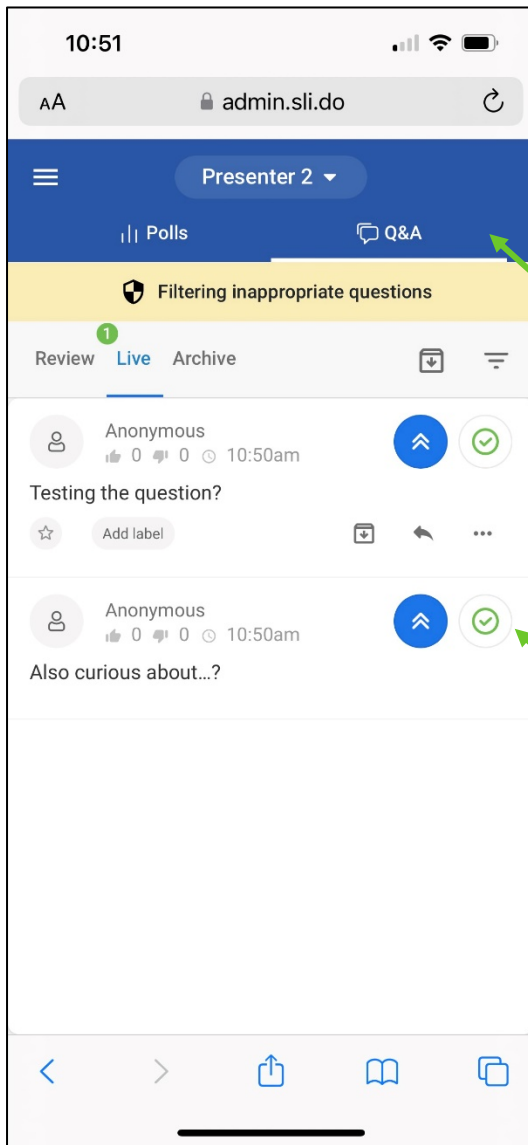 10:51
AA admin.sli.do
Presenter 2
Polls Q&A
Filtering inappropriate questions
1
Review Live Archive
Anonymous
0 0 10:50am
Testing the question?
Add label
Anonymous
0 0 10:50am
Also curious about...?